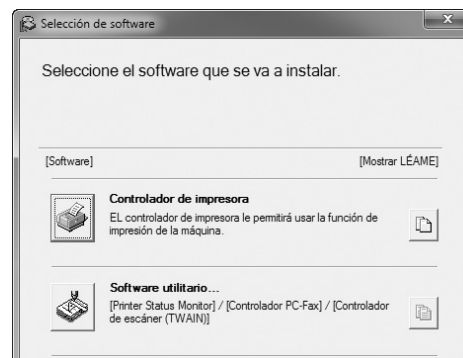 Selección de software
x
Seleccione el software que se va a instalar.
[Software] [Mostrar LÉAME]
Controlador de impresora
EL controlador de impresora le permitirá usar la función de
impresión de la máquina.
Software utilitario...
[Printer Status Monitor] / [Controlador PC-Fax] / [Controlador
de escáner (TWAIN)]